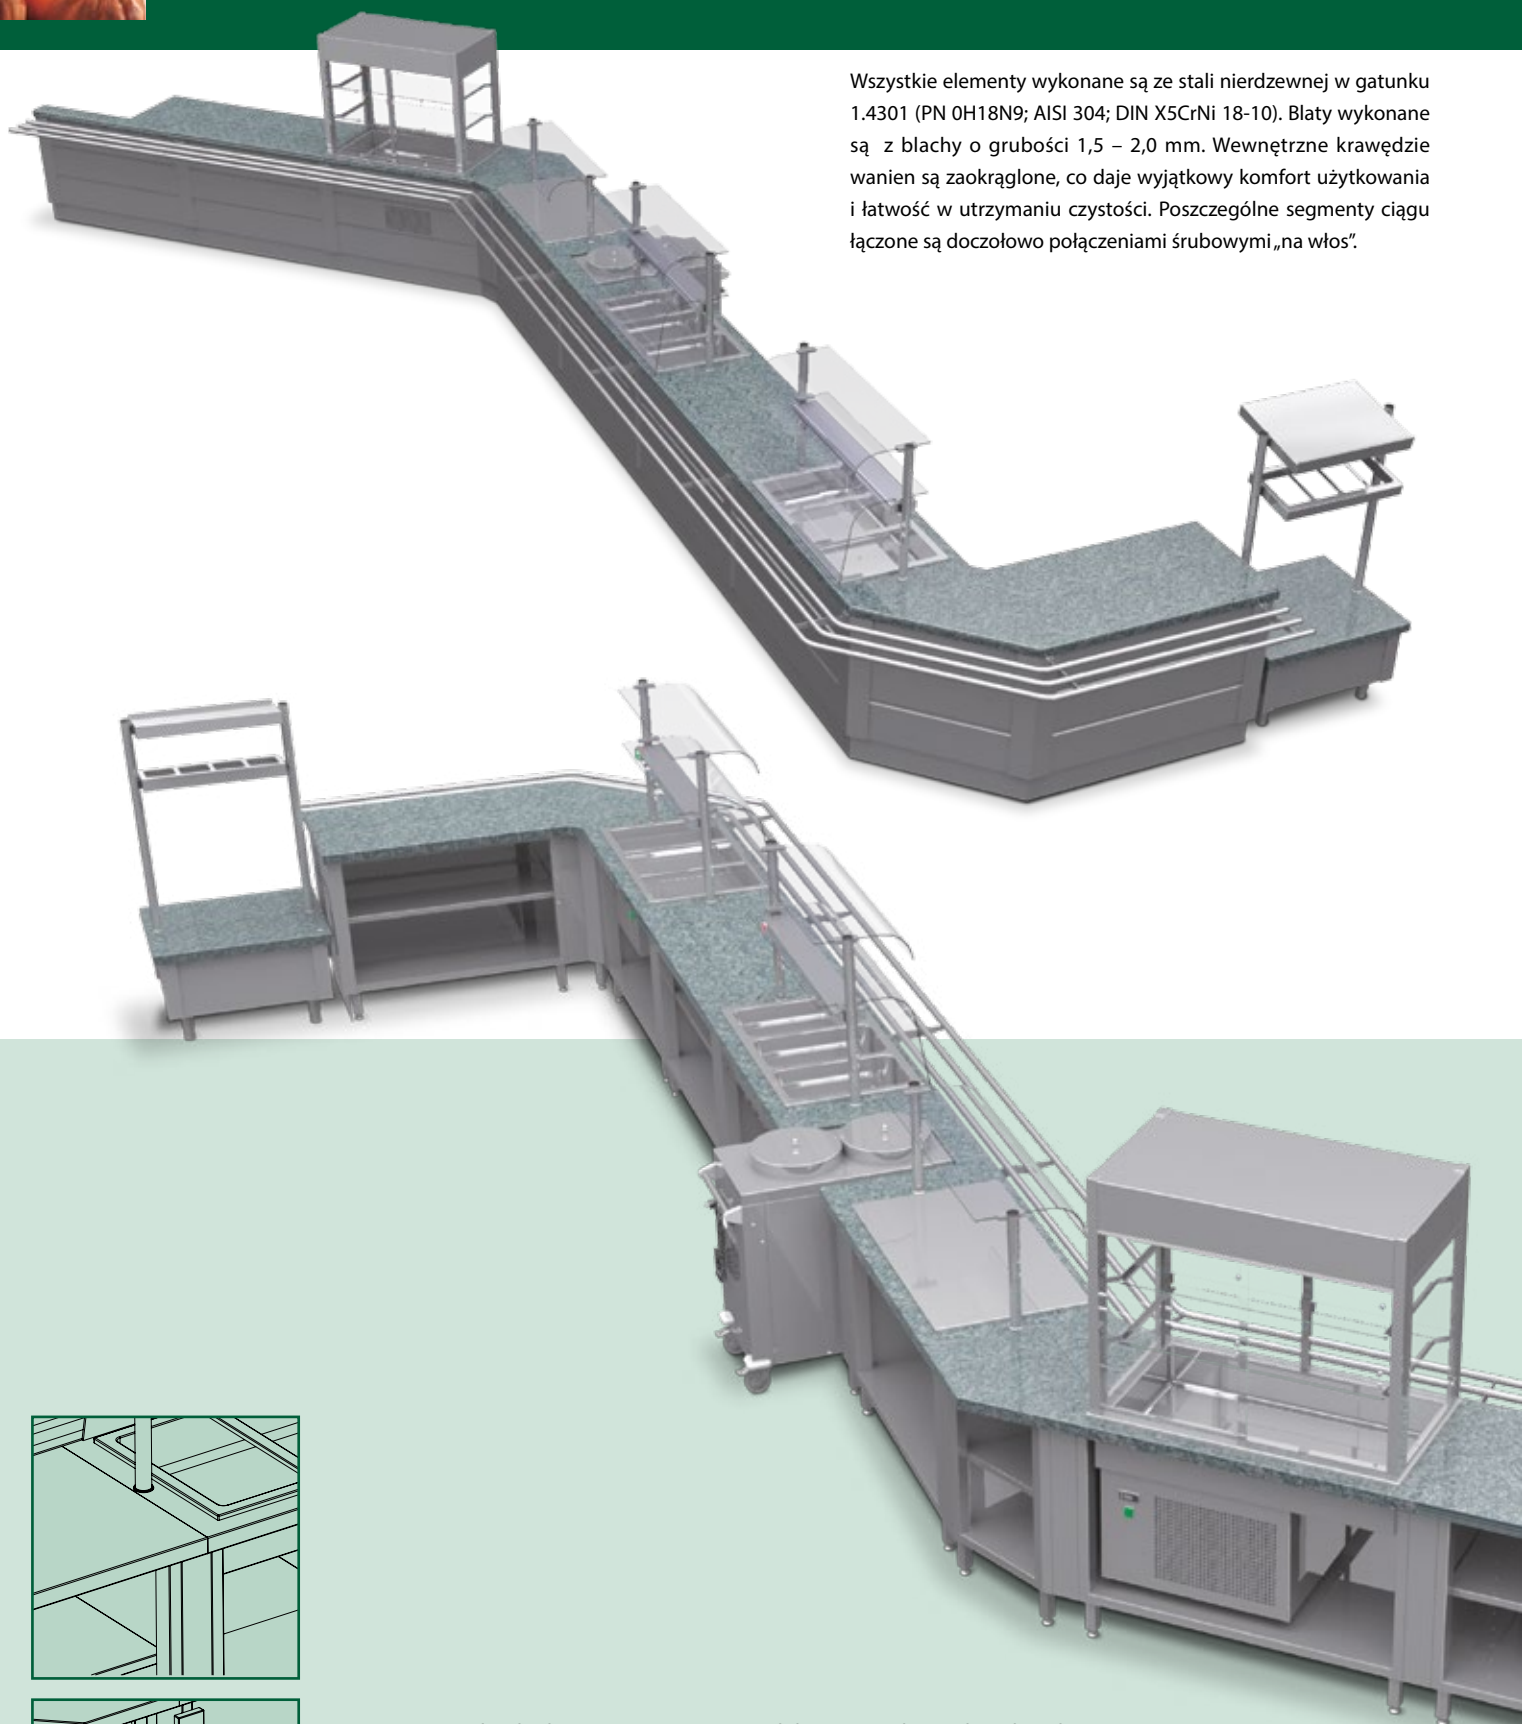 Wszystkie elementy wykonane są ze stali nierdzewnej w gatunku
1.4301 (PN 0H18N9; AISI 304; DIN X5CrNi 18-10). Blaty wykonane
są z blachy o grubości 1,5 – 2,0 mm. Wewnętrzne krawędzie
wanien są zaokrąglone, co daje wyjątkowy komfort użytkowania
i łatwość w utrzymaniu czystości. Poszczególne segmenty ciągu
łączone są doczołowo połączeniami śrubowymi „na włos”.